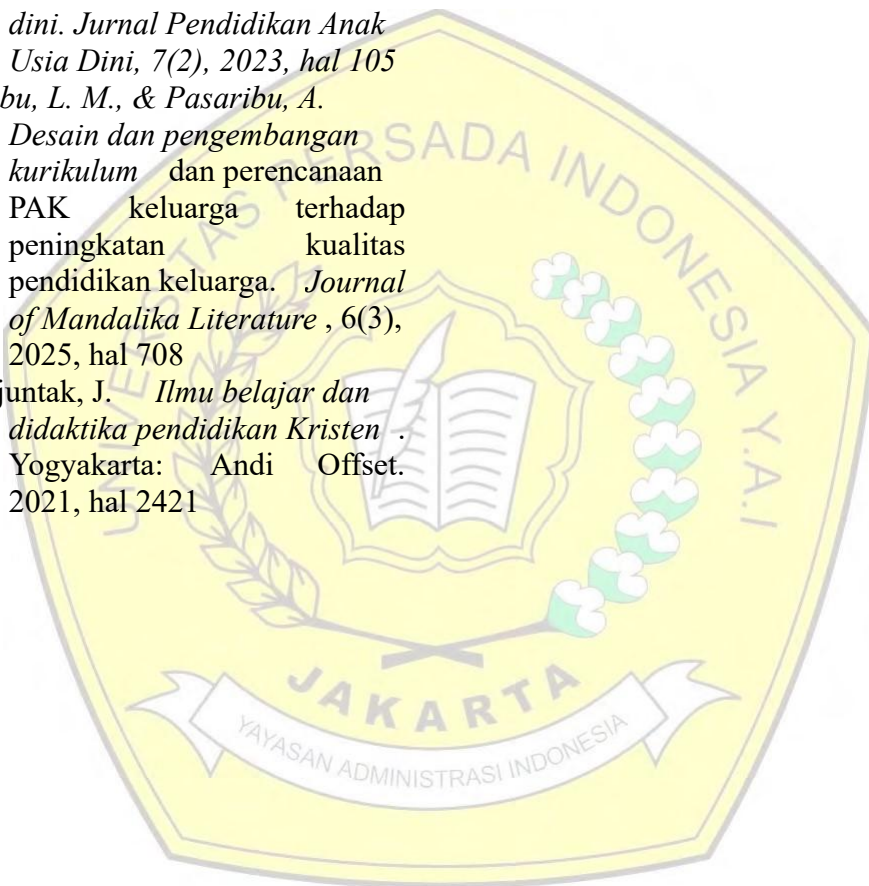 dini. Jurnal Pendidikan Anak
Usia Dini, 7(2), 2023, hal 105
bu, L. M., & Pasaribu, A.
Desain dan pengembangan
kurikulum dan perencanaan
PAK keluarga terhadap
peningkatan kualitas
pendidikan keluarga. Journal
of Mandalika Literature , 6(3),
2025, hal 708
juntak, J. Ilmu belajar dan
didaktika pendidikan Kristen .
Yogyakarta: Andi Offset.
2021, hal 2421
UNIVERSITAS PERSADA INDONESIA Y.A.I
JAKARTA
YAYASAN ADMINISTRASI INDONESIA